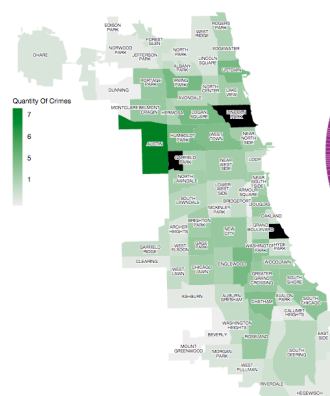 EDISON
PARK
ROGERS
PARK
WEST
RIDGE
FOREST
GLEN
NORWOOD
PARK
JEFFERSON
PARK
NORTH
PARK
EDGEWATER
LINCOLN
SQUARE
OHARE
ALBANY
PARK
UPTOWN
PORTAGE
PARK
IRVING
PARK
DUNNING
NORTH
CENTER
LAKE
VIEW
AVONDALE
Quantity Of Crimes
7
6
5
1
MONTCLARE
BELMONT
CRAGIN
HERMOSA
LOGAN
SQUARE
LINCOLN
PARK
AUSTIN
HUMBOLDT
PARK
WEST
TOWN
NEAR
NORTH
SIDE
GARFIELD
PARK
NEAR
WEST
SIDE
LOOP
NORTH
LAWNDALE
LOWER
WEST
SIDE
NEAR
SOUTH
SIDE
ARMOUR
SQUARE
SOUTH
LAWNDALE
BRIDGEPORT
DOUGLAS
MCKINLEY
PARK
OAKLAND
BRIGHTON
PARK
ARCHER
HEIGHTS
NEW
CITY
GRAND
BOULEVARD
GARFIELD
RIDGE
WEST
ELSDON
GAGE
PARK
WASHINGTON
PARK
HYDE
PARK
CLEARING
WEST
LAWN
CHICAGO
LAWN
ENGLEWOOD
WOODLAWN
GREATER
GRAND
CROSSING
SOUTH
SHORE
ASHBURN
AUBURN
GRESHAM
CHATHAM
AVALON
PARK
SOUTH
CHICAGO
CALUMET
HEIGHTS
WASHINGTON
HEIGHTS
BEVERLY
ROSELAND
EAST
SIDE
MOUNT
GREENWOOD
MORGAN
PARK
SOUTH
DEERING
WEST
PULLMAN
RIVERDALE
HEGEWISCH